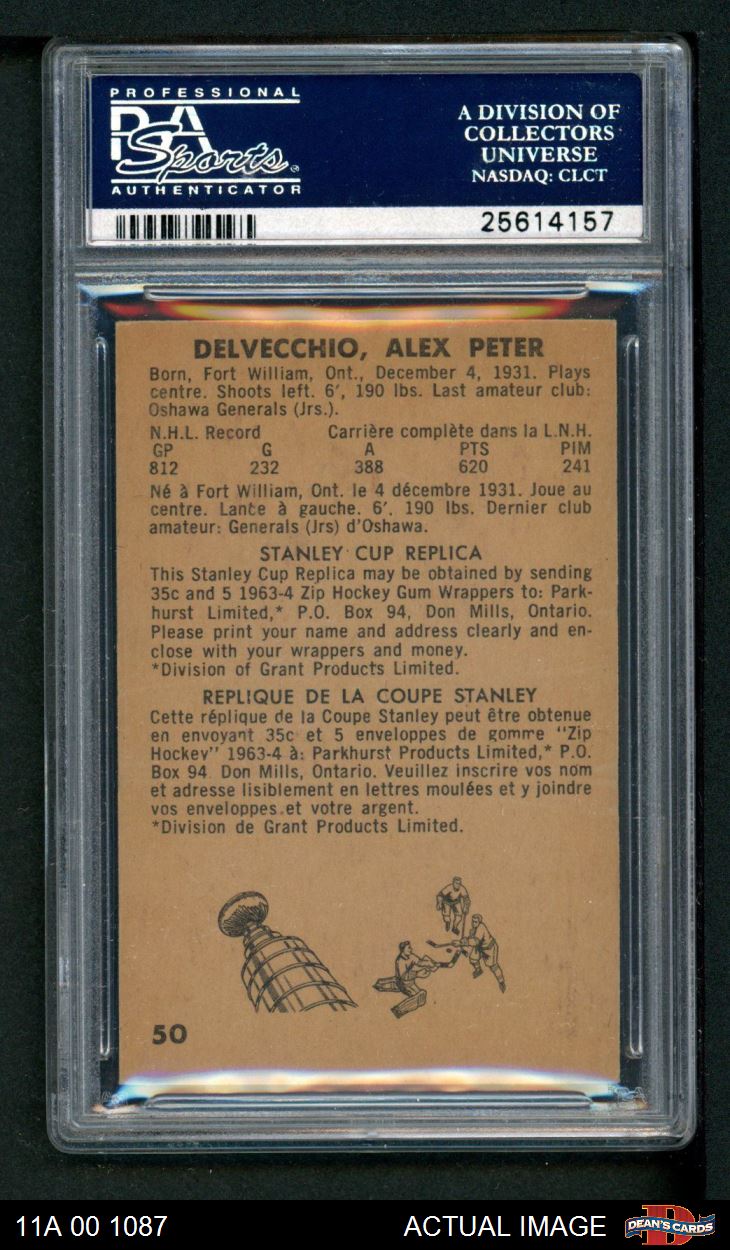 PROFESSIONAL
PSA
Sports
AUTHENTICATOR
A DIVISION OF
COLLECTORS
UNIVERSE
NASDAQ: CLCT
25614157
DELVECCHIO, ALEX PETER
Born, Fort William, Ont., December 4, 1931. Plays
centre. Shoots left. 6', 190 lbs. Last amateur club:
Oshawa Generals (Jrs.).
N.H.L. Record Carrière complète dans la L.N.H.
GP G A PTS PIM
812 232 388 620 241
Né à Fort William, Ont. le 4 décembre 1931. Joue au
centre. Lance à gauche. 6'. 190 lbs. Dernier club
amateur: Generals (Jrs) d'Oshawa.
STANLEY CUP REPLICA
This Stanley Cup Replica may be obtained by sending
35c and 5 1963-4 Zip Hockey Gum Wrappers to: Park-
hurst Limited,* P.O. Box 94, Don Mills, Ontario.
Please print your name and address clearly and en-
close with your wrappers and money.
*Division of Grant Products Limited.
REPLIQUE DE LA COUPE STANLEY
Cette réplique de la Coupe Stanley peut être obtenue
en envoyant 35c et 5 enveloppes de gomme "Zip
Hockey" 1963-4 à: Parkhurst Products Limited,* P.O.
Box 94 Don Mills, Ontario. Veuillez inscrire vos nom
et adresse lisiblement en lettres moulées et y joindre
vos enveloppes et votre argent.
*Division de Grant Products Limited.
50
11A 00 1087 ACTUAL IMAGE DEAN'S CARDS